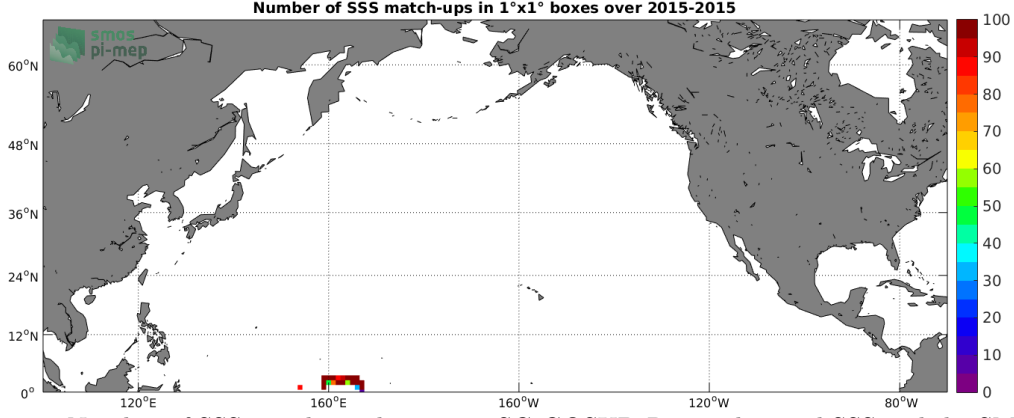 Number of SSS match-ups in 1°x1° boxes over 2015-2015
smos
pi-mep
60°N
48°N
36°N
24°N
12°N
0°
120°E
160°E
160°W
120°W
80°W
100
90
80
70
60
50
40
30
20
10
0